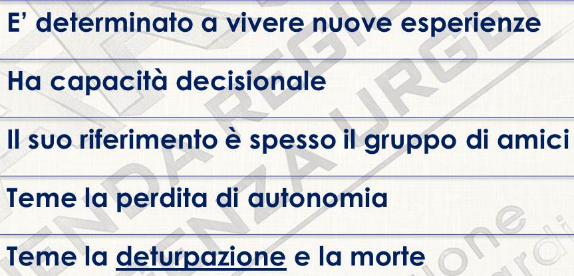 E' determinato a vivere nuove esperienze
Ha capacità decisionale
Il suo riferimento è spesso il gruppo di amici
Teme la perdita di autonomia
Teme la deturpazione e la morte